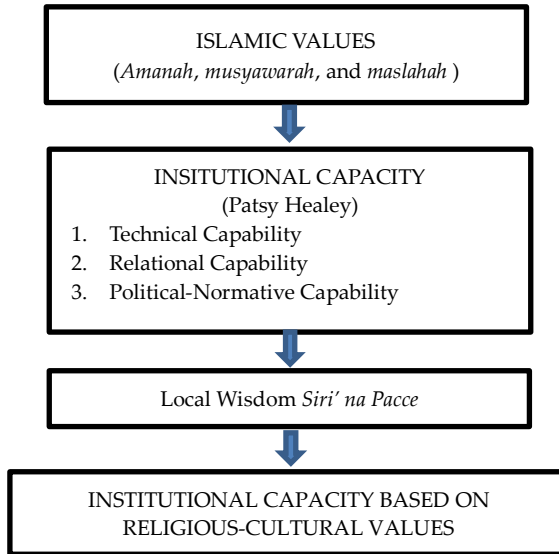 ISLAMIC VALUES
(Amanah, musyawarah, and maslahah )
INSITUTIONAL CAPACITY
(Patsy Healey)
1. Technical Capability
2. Relational Capability
3. Political-Normative Capability
Local Wisdom Siri’ na Pacce
INSTITUTIONAL CAPACITY BASED ON
RELIGIOUS-CULTURAL VALUES